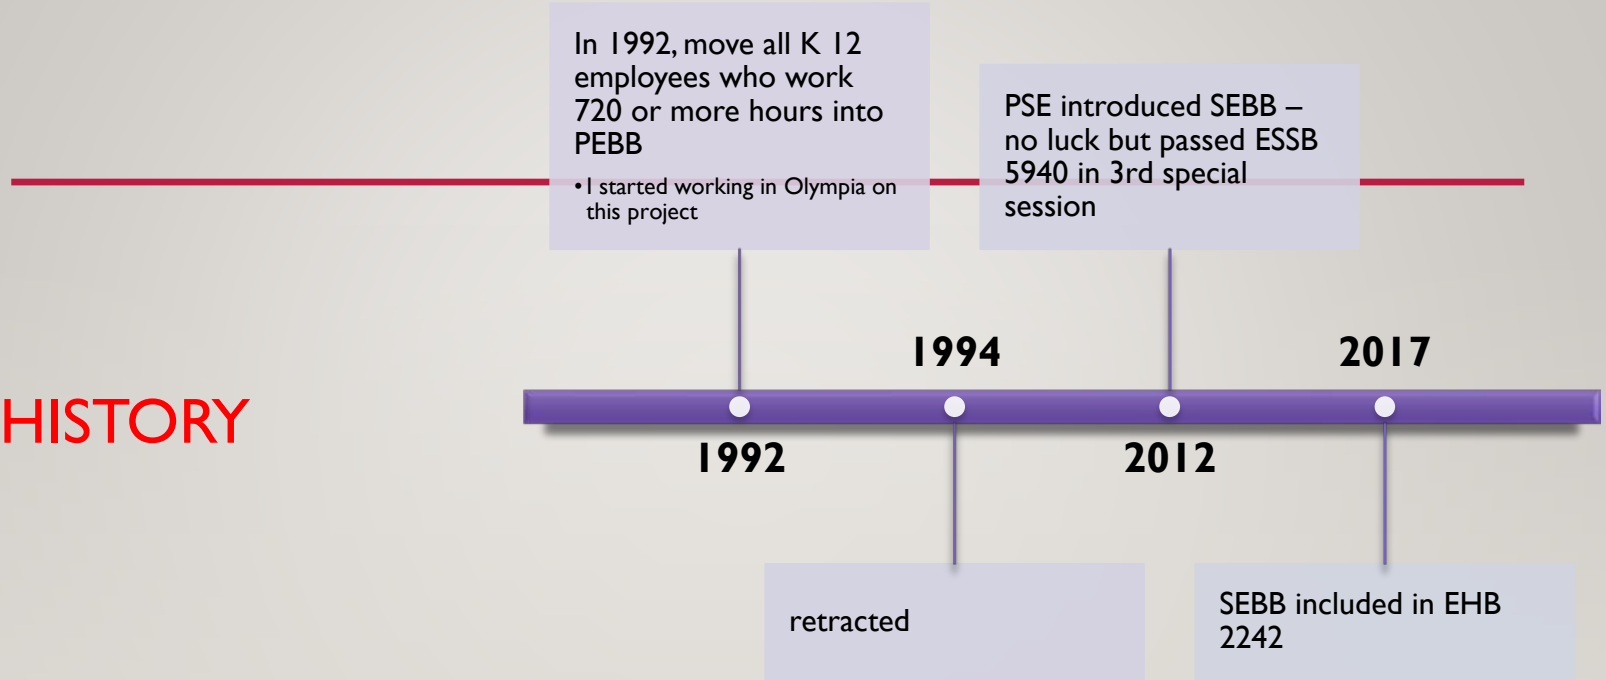 In 1992, move all K 12
employees who work
720 or more hours into
PEBB
• I started working in Olympia on
this project
PSE introduced SEBB –
no luck but passed ESSB
5940 in 3rd special
session
1994
2017
HISTORY
1992
2012
retracted
SEBB included in EHB
2242